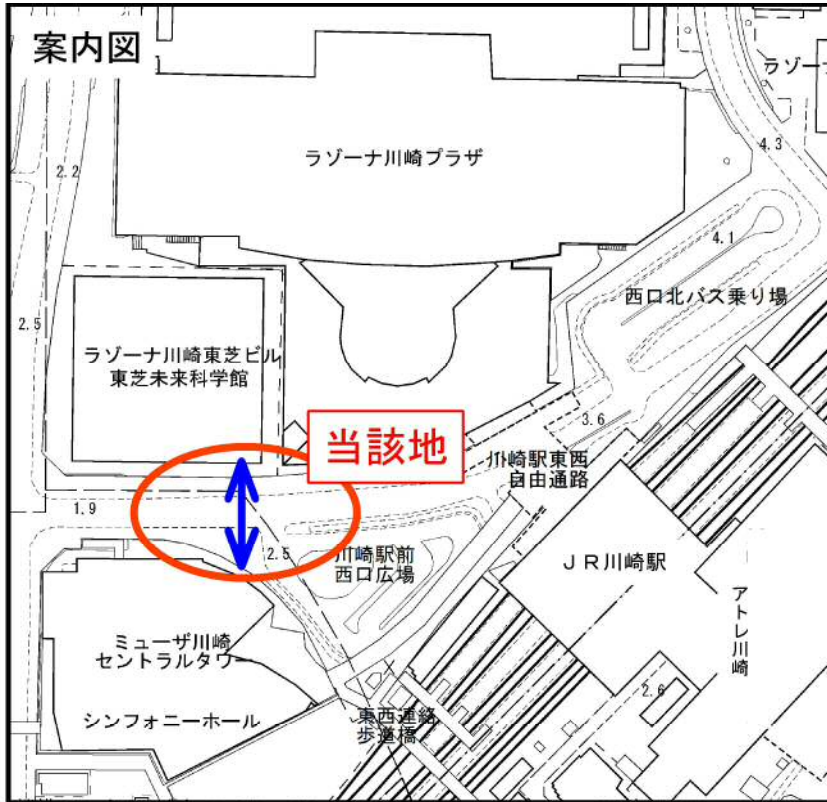 案内図
ラゾーナ
4.3
2.2
ラゾーナ川崎プラザ
4.1
西口北バス乗り場
2.5
ラゾーナ川崎東芝ビル
東芝未来科学館
3.6
当該地
川崎駅東西
自由通路
1.9
2.5
川崎駅前
西口広場
JR川崎駅
アトレ川崎
ミューザ川崎
セントラルタワー
2.6
シンフォニーホール
東西連絡
歩道橋